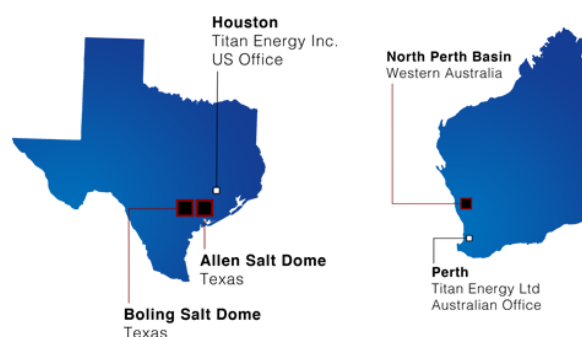 Houston
Titan Energy Inc.
US Office
Allen Salt Dome
Texas
Boling Salt Dome
Texas
North Perth Basin
Western Australia
Perth
Titan Energy Ltd
Australian Office